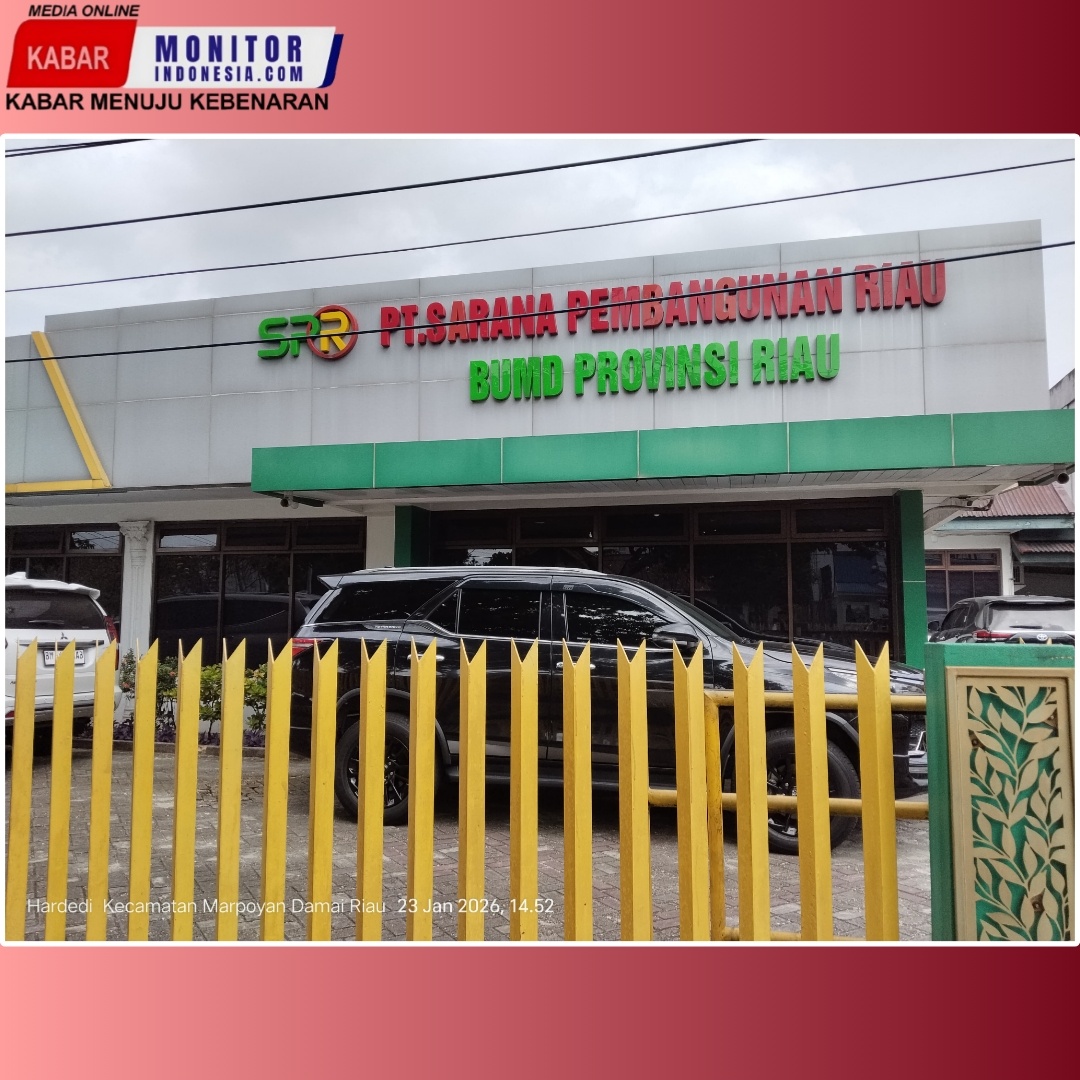 MEDIA ONLINE
KABAR
MONITOR
INDONESIA.COM
KABAR MENUJU KEBENARAN
SPR
PT.SARANA PEMBANGUNAN RIAU
BUMD PROVINSI RIAU
Hardedi Kecamatan Marpoyan Damai Riau 23 Jan 2026, 14.52